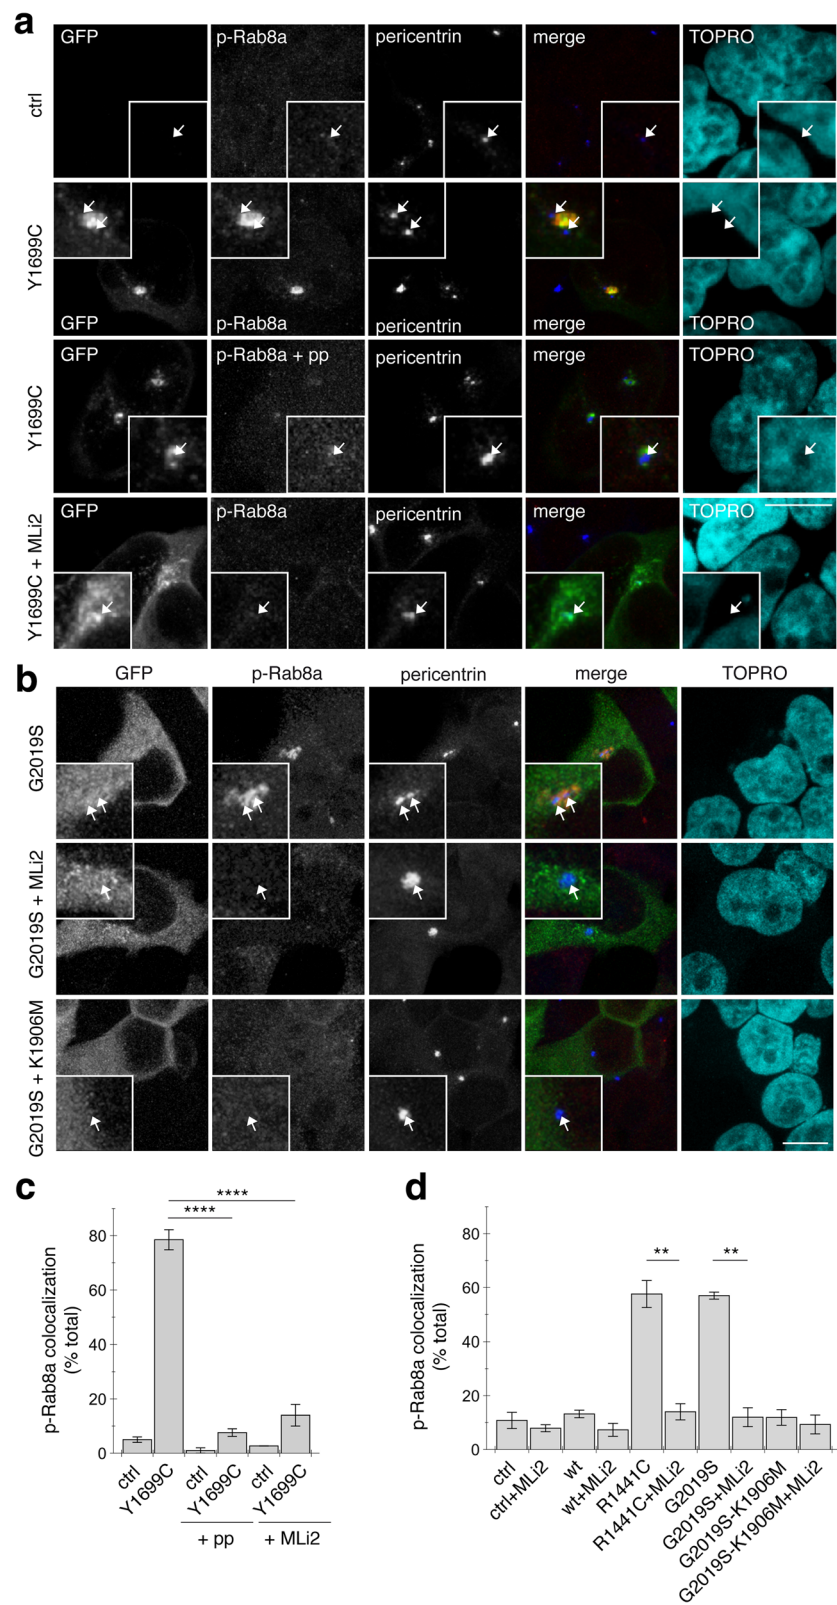 a
GFP p-Rab8a pericentrin merge TOPRO
ctrl
Y1699C
GFP p-Rab8a pericentrin merge TOPRO
GFP p-Rab8a + pp pericentrin merge TOPRO
Y1699C
GFP p-Rab8a pericentrin merge TOPRO
Y1699C + MLi2
b
GFP p-Rab8a pericentrin merge TOPRO
G2019S
G2019S + MLi2
G2019S + K1906M
c
p-Rab8a colocalization
(% total)
80
60
40
20
0
****
****
ctrl
Y1699C
ctrl
Y1699C
ctrl
Y1699C
+ pp
+ MLi2
d
p-Rab8a colocalization
(% total)
80
60
40
20
0
**
**
ctrl
ctrl+MLi2
wt
wt+MLi2
R1441C
R1441C+MLi2
G2019S
G2019S+MLi2
G2019S-K1906M
G2019S-K1906M+MLi2